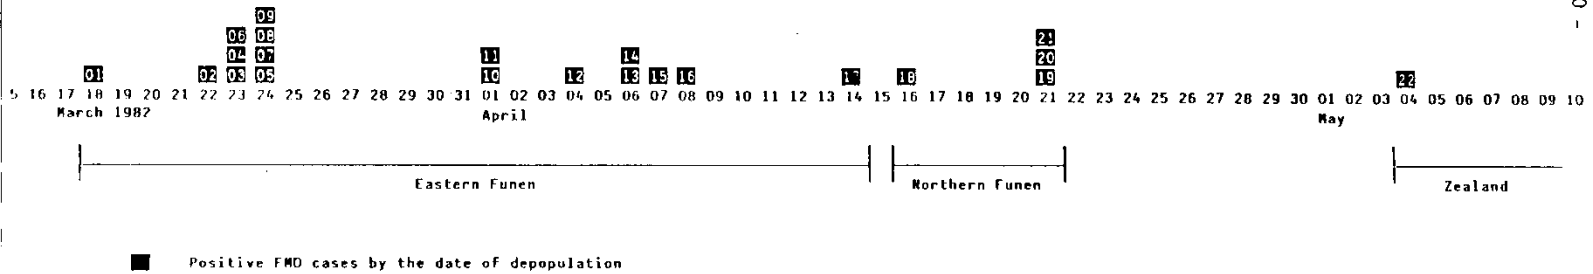 09
06 08
04 07 11 14 21
20
01 02 03 05 10 12 13 15 16 17 18 19 22
5 16 17 18 19 20 21 22 23 24 25 26 27 28 29 30 31 01 02 03 04 05 06 07 08 09 10 11 12 13 14 15 16 17 18 19 20 21 22 23 24 25 26 27 28 29 30 01 02 03 04 05 06 07 08 09 10
March 1982 April May
Eastern Funen Northern Funen Zealand
Positive FMD cases by the date of depopulation